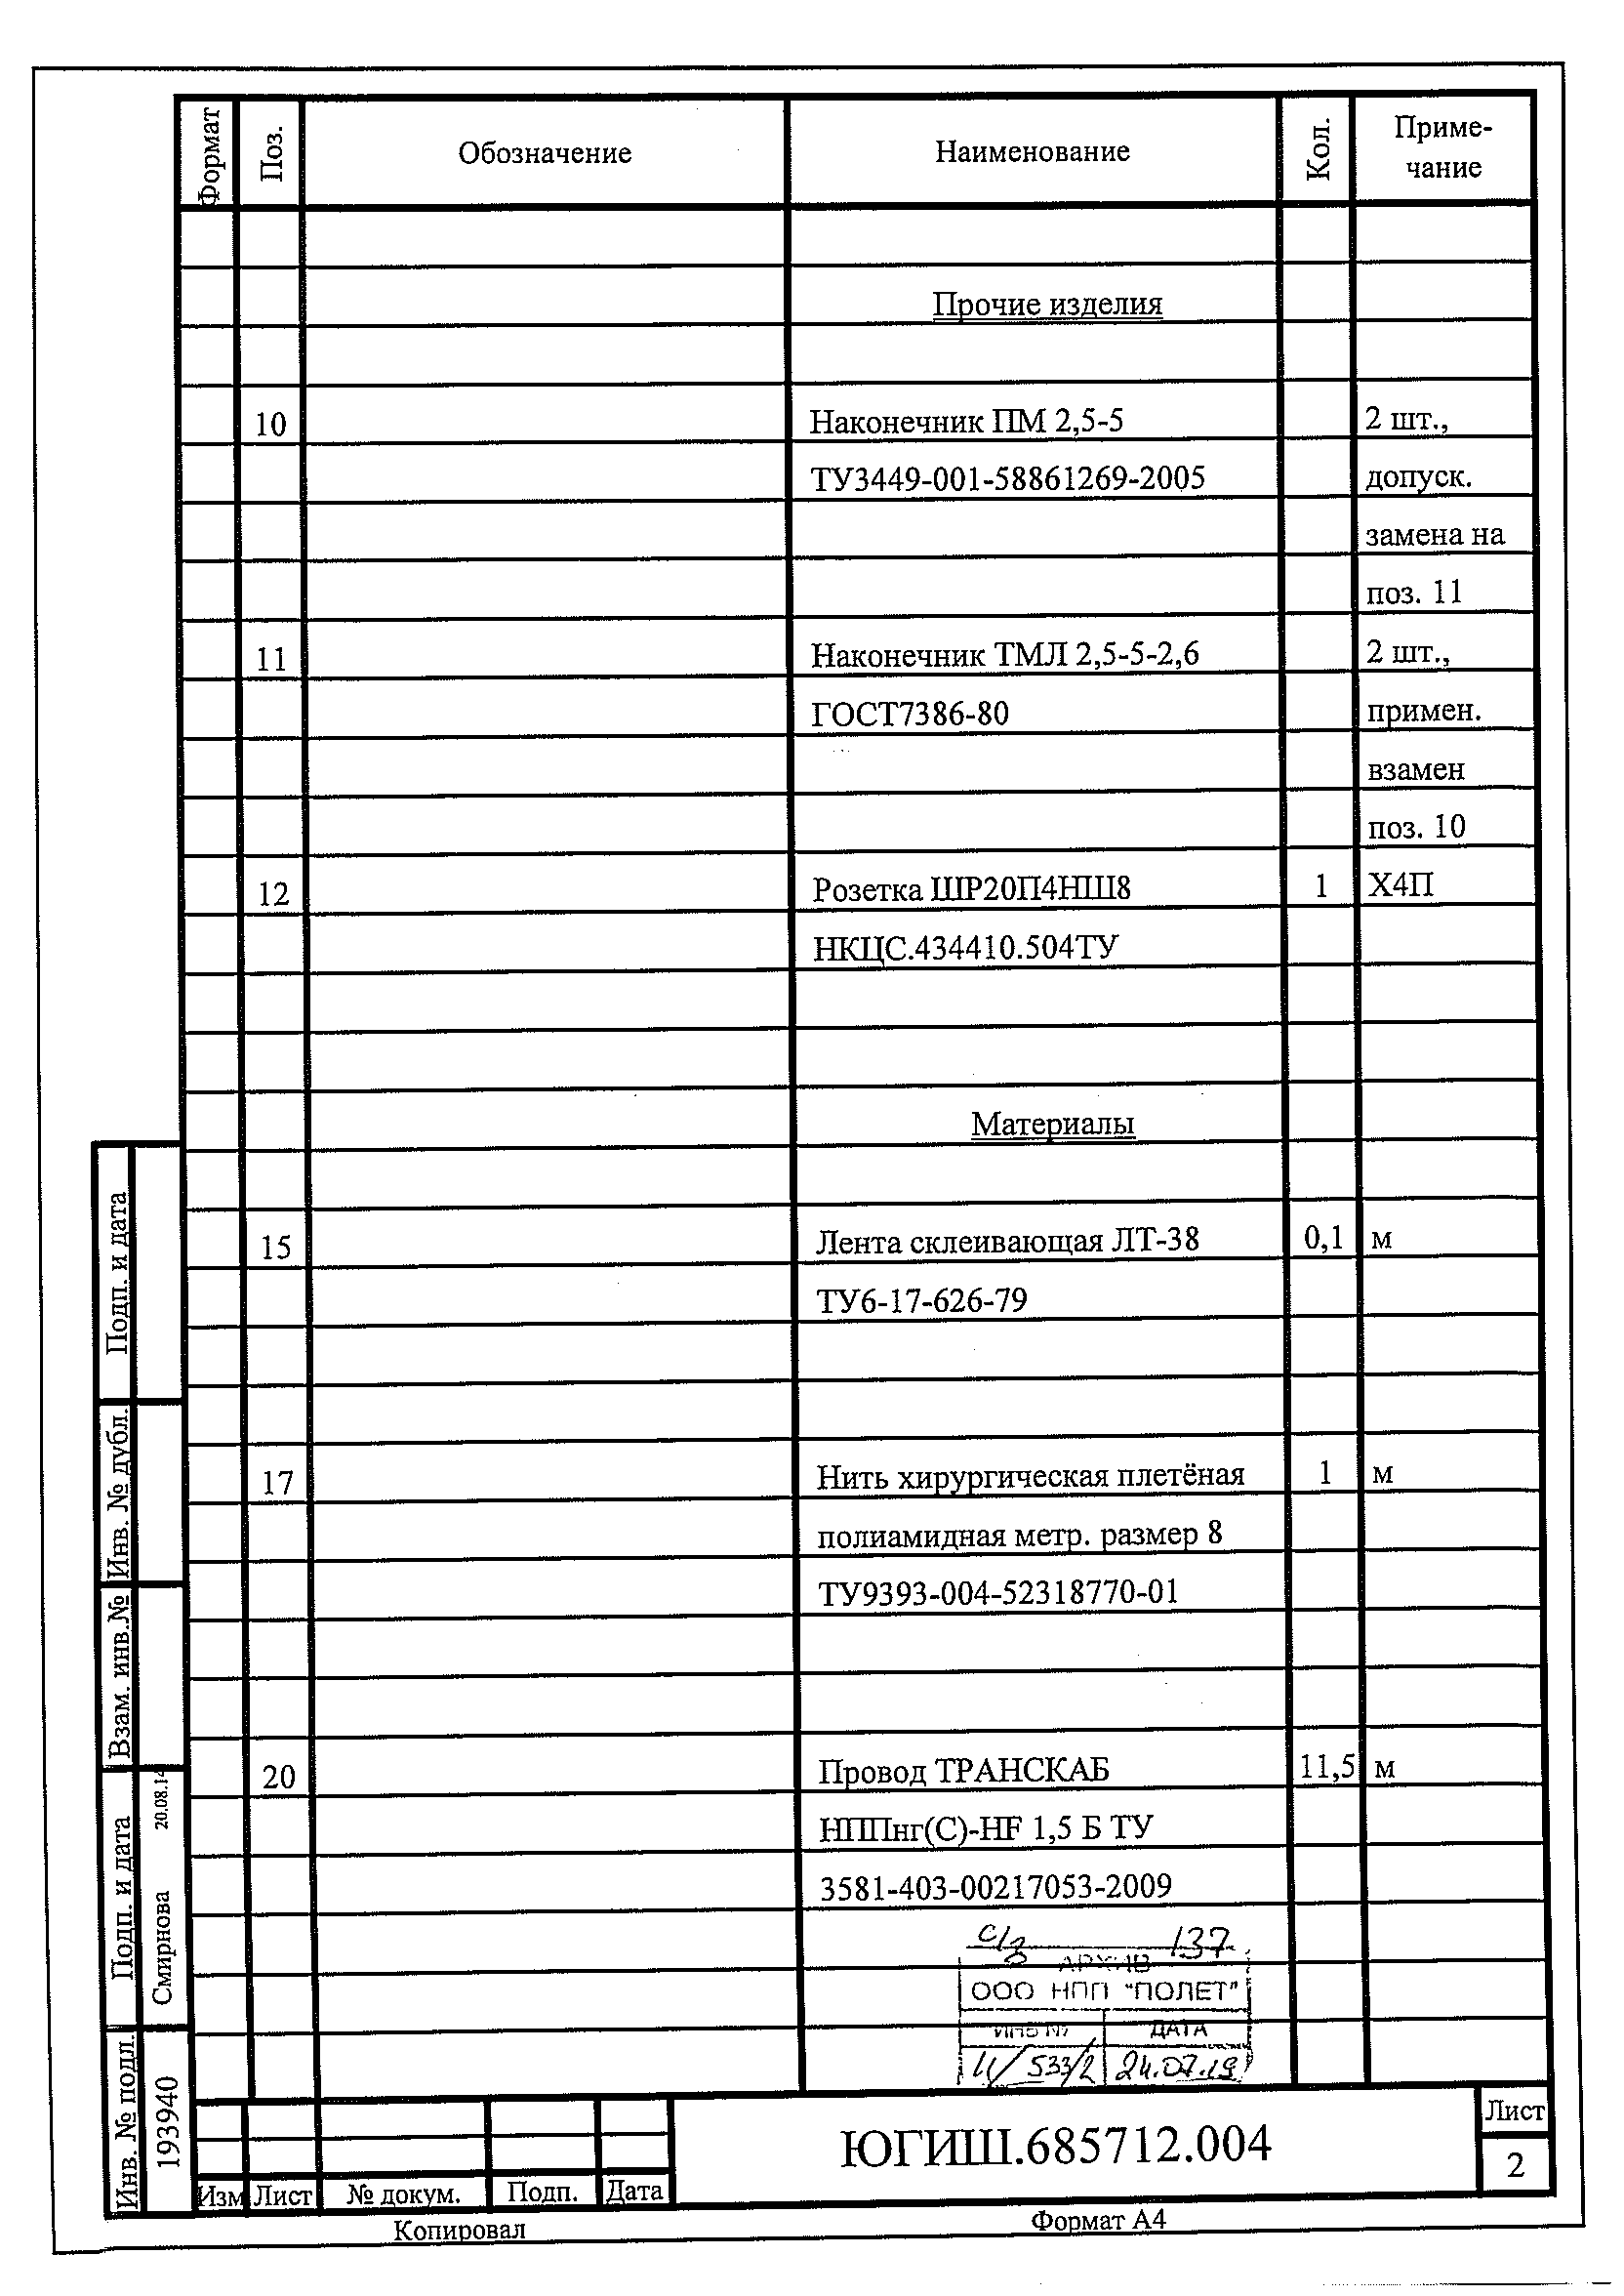 Формат Поз. Обозначение Наименование Кол. Приме-
чание
Прочие изделия
10 Наконечник ПМ 2,5-5 2 шт.,
ТУ3449-001-58861269-2005 допуск.
замена на
поз. 11
11 Наконечник ТМЛ 2,5-5-2,6 2 шт.,
ГОСТ7386-80 примен.
взамен
поз. 10
12 Розетка ШР20П4НШ8 1 Х4П
НКЦС.434410.504ТУ
Материалы
15 Лента склеивающая ЛТ-38 0,1 м
ТУ6-17-626-79
17 Нить хирургическая плетёная 1 м
полиамидная метр. размер 8
ТУ9393-004-52318770-01
20 Провод ТРАНСКАБ 11,5 м
НППнг(С)-HF 1,5 Б ТУ
3581-403-00217053-2009
137
АРХИВ
ООО НПП "ПОЛЕТ"
ИНВ № ДАТА
533/2 24.07.19
Подп. и дата
Инв. № дубл.
Взам. инв.№
Подп. и дата Смирнова 20.08.14
Инв. № подл. 193940
ЮГИШ.685712.004
Лист
2
Изм Лист № докум. Подп. Дата
Копировал Формат А4